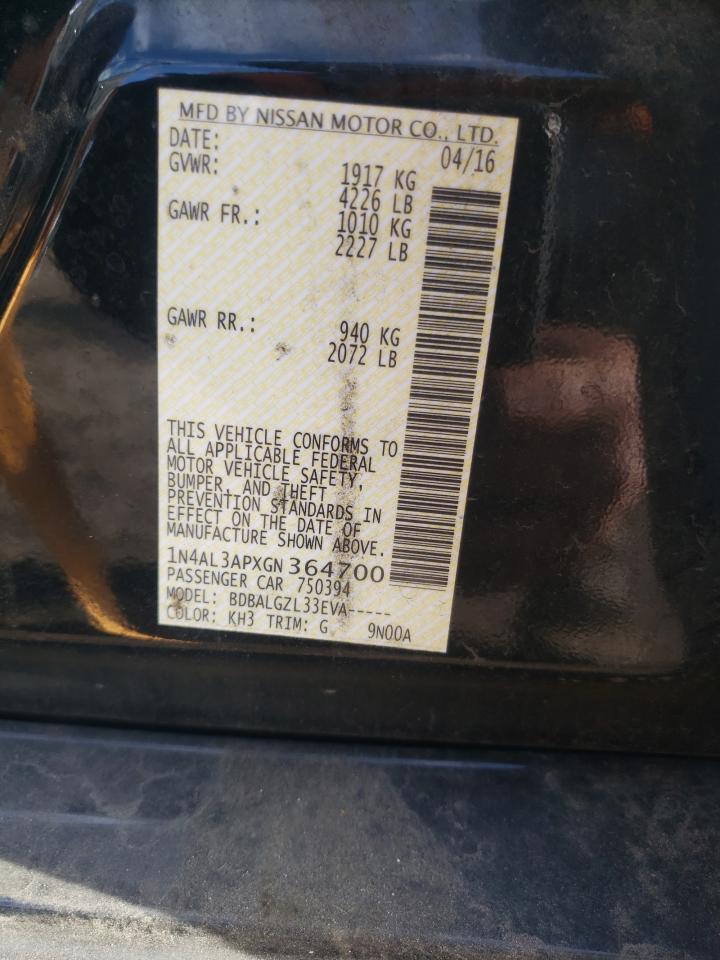 MFD BY NISSAN MOTOR CO., LTD.
DATE: 04/16
GVWR: 1917 KG
4226 LB
GAWR FR.: 1010 KG
2227 LB
GAWR RR.: 940 KG
2072 LB
THIS VEHICLE CONFORMS TO
ALL APPLICABLE FEDERAL
MOTOR VEHICLE SAFETY,
BUMPER, AND THEFT
PREVENTION STANDARDS IN
EFFECT ON THE DATE OF
MANUFACTURE SHOWN ABOVE.
1N4AL3APXGN364700
PASSENGER CAR 750394
MODEL: BDBALGZL33EVA-----
COLOR: KH3 TRIM: G 9N00A